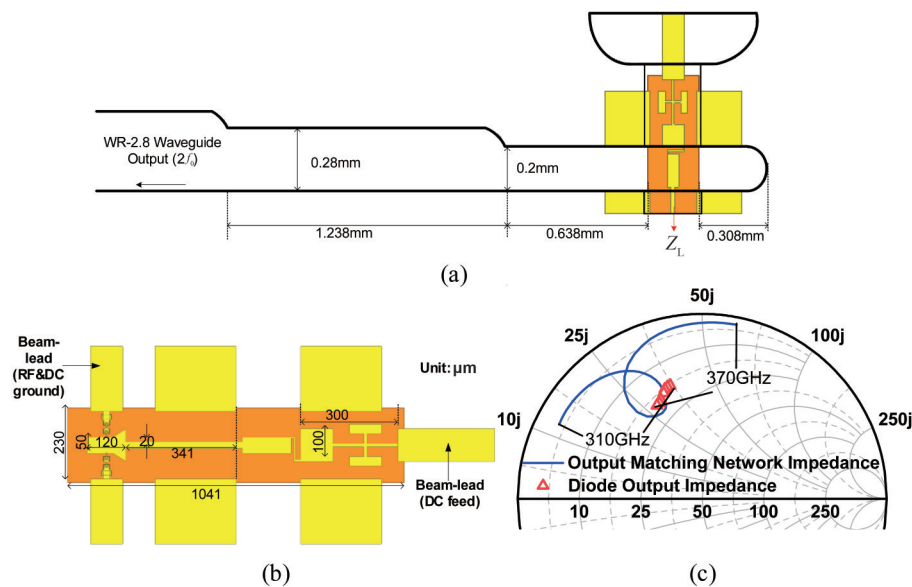 WR-2.8 Waveguide
Output (2f₀)
0.28mm
0.2mm
1.238mm
0.638mm
0.308mm
Z_L
(a)
Beam-
lead
(RF&DC
ground)
Unit: μm
300
230
50
120
20
341
100
1041
Beam-lead
(DC feed)
(b)
50j
25j
100j
10j
250j
370GHz
310GHz
Output Matching Network Impedance
Diode Output Impedance
10
25
50
100
250
(c)